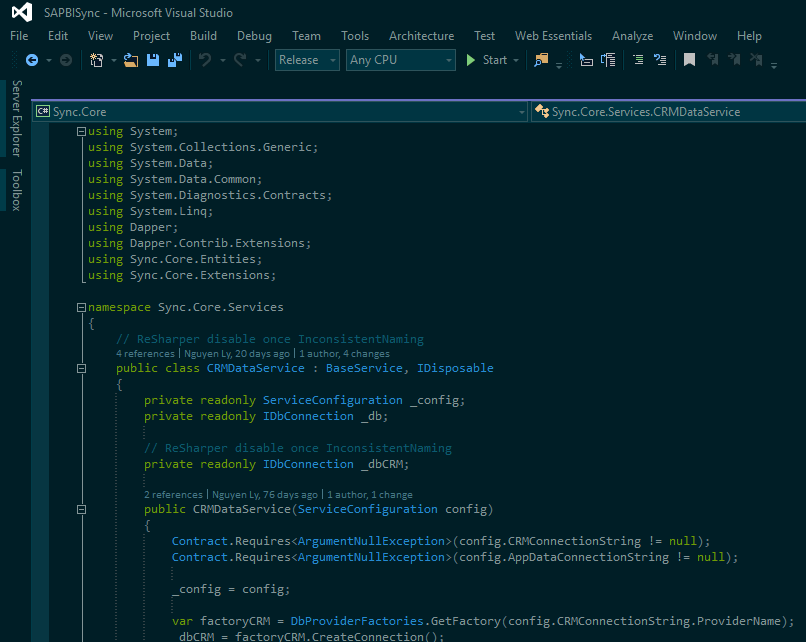 SAPBISync - Microsoft Visual Studio
File Edit View Project Build Debug Team Tools Architecture Test Web Essentials Analyze Window Help
Release Any CPU Start
Server Explorer
Toolbox
C# Sync.Core Sync.Core.Services.CRMDataService
using System;
using System.Collections.Generic;
using System.Data;
using System.Data.Common;
using System.Diagnostics.Contracts;
using System.Linq;
using Dapper;
using Dapper.Contrib.Extensions;
using Sync.Core.Entities;
using Sync.Core.Extensions;
namespace Sync.Core.Services
{
// ReSharper disable once InconsistentNaming
4 references | Nguyen Ly, 20 days ago | 1 author, 4 changes
public class CRMDataService : BaseService, IDisposable
{
private readonly ServiceConfiguration _config;
private readonly IDbConnection _db;
// ReSharper disable once InconsistentNaming
private readonly IDbConnection _dbCRM;
2 references | Nguyen Ly, 76 days ago | 1 author, 1 change
public CRMDataService(ServiceConfiguration config)
{
Contract.Requires<ArgumentNullException>(config.CRMConnectionString != null);
Contract.Requires<ArgumentNullException>(config.AppDataConnectionString != null);
_config = config;
var factoryCRM = DbProviderFactories.GetFactory(config.CRMConnectionString.ProviderName);
_dbCRM = factoryCRM.CreateConnection();